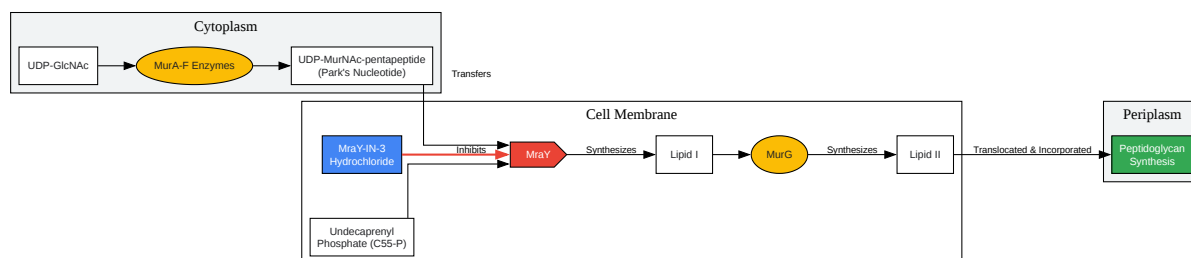 Cytoplasm
UDP-GlcNAc
MurA-F Enzymes
UDP-MurNAc-pentapeptide
(Park's Nucleotide)
Transfers
Cell Membrane
MraY-IN-3
Hydrochloride
Inhibits
MraY
Synthesizes
Lipid I
MurG
Synthesizes
Lipid II
Translocated & Incorporated
Periplasm
Peptidoglycan
Synthesis
Undecaprenyl
Phosphate (C55-P)